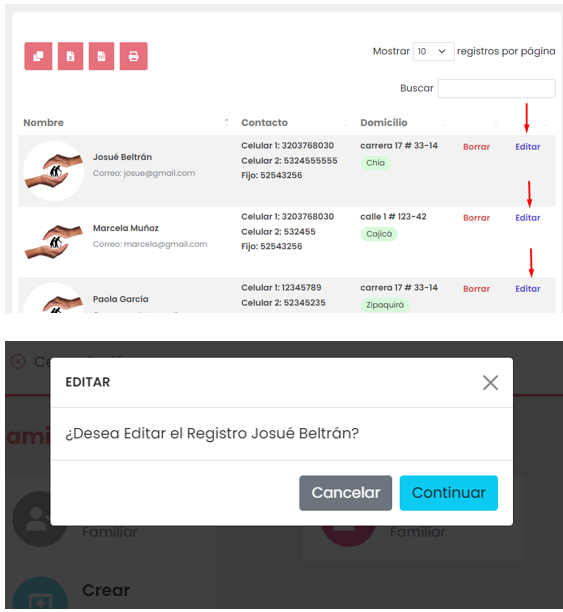 Mostrar 10 registros por página
Buscar
Nombre Contacto Domicilio
Josué Beltrán
Correo: josue@gmail.com
Celular 1: 3203768030
Celular 2: 5324555555
Fijo: 52543256
carrera 17 # 33-14
Chía
Borrar Editar
Marcela Muñoz
Correo: marcela@gmail.com
Celular 1: 3203768030
Celular 2: 532455
Fijo: 52543256
calle 1 # 123-42
Cajicá
Borrar Editar
Paola García
Celular 1: 12345789
Celular 2: 52345235
carrera 17 # 33-14
Zipaquirá
Borrar Editar
EDITAR
¿Desea Editar el Registro Josué Beltrán?
Cancelar Continuar
Familiar
Familiar
Crear